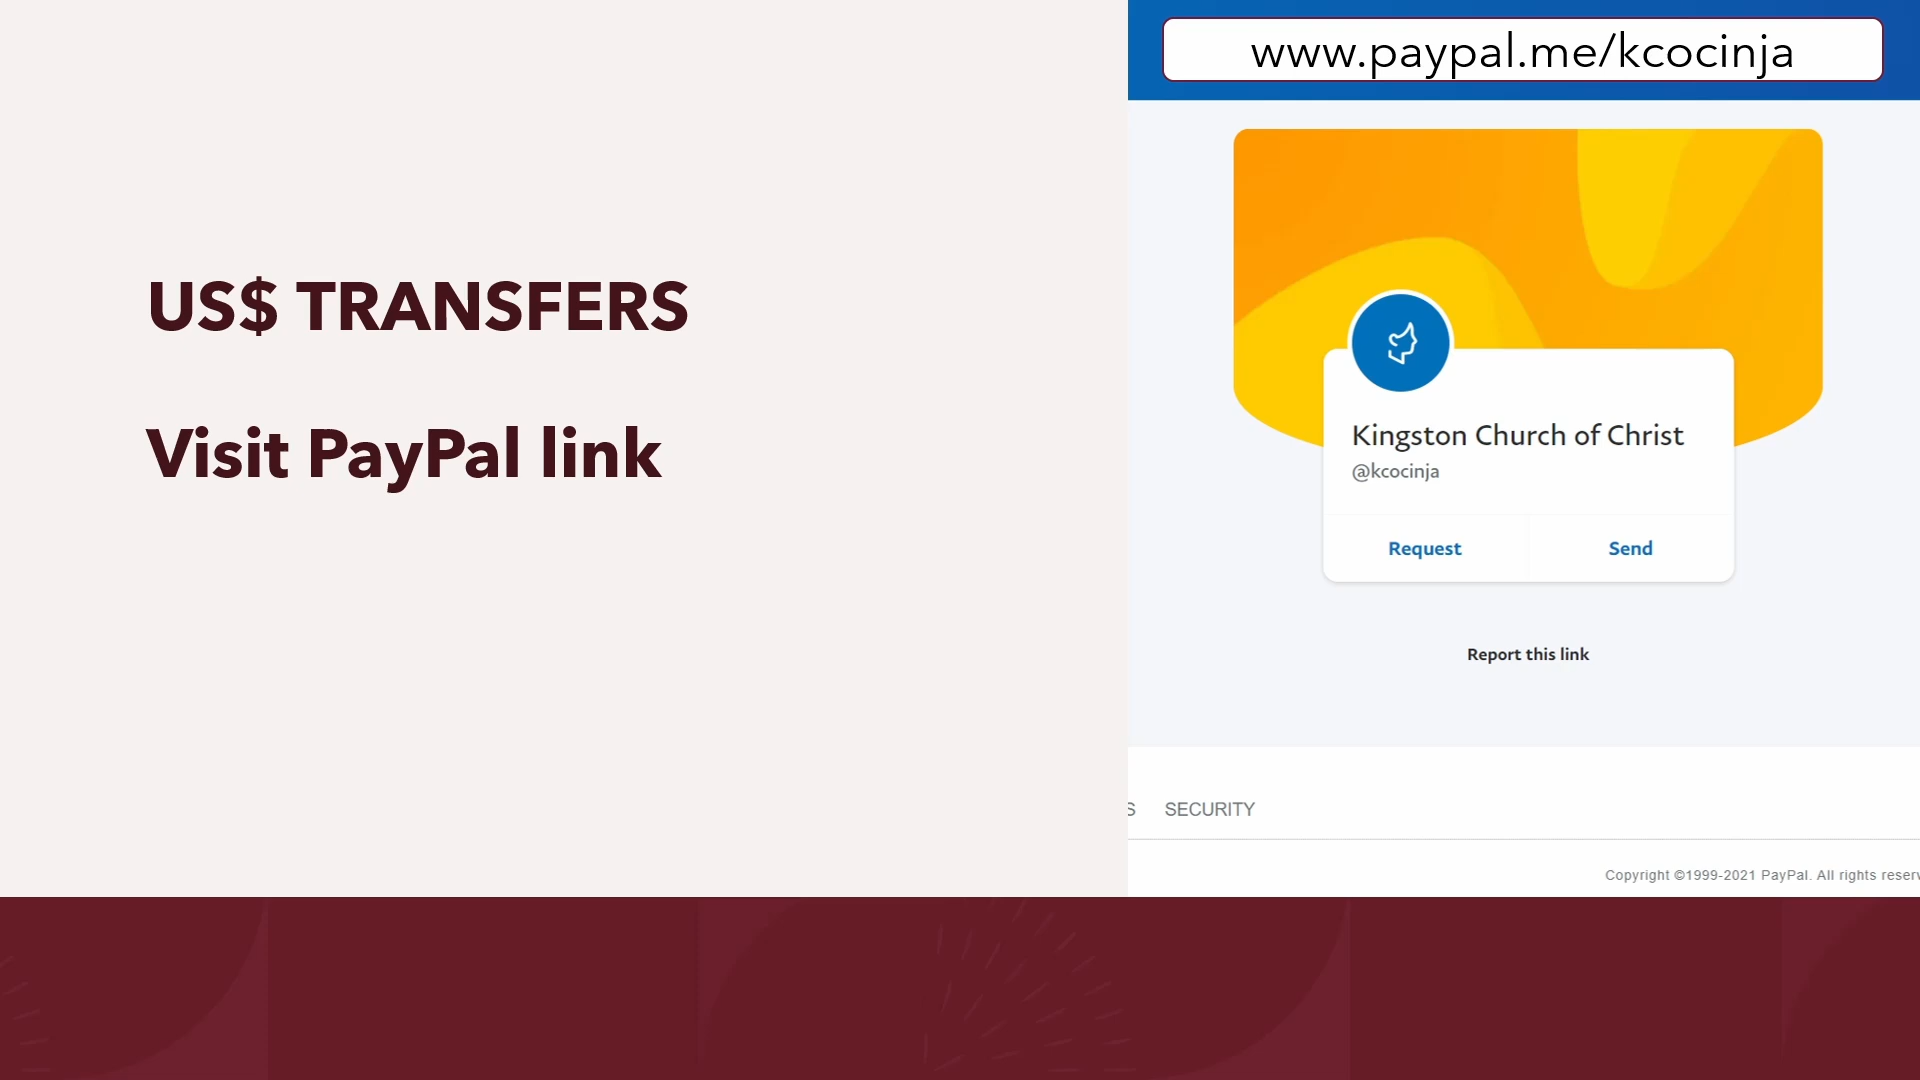 US$ TRANSFERS
Visit PayPal link
www.paypal.me/kcocinja
Kingston Church of Christ
@kcocinja
Request Send
Report this link
S SECURITY
Copyright ©1999-2021 PayPal. All rights reserv